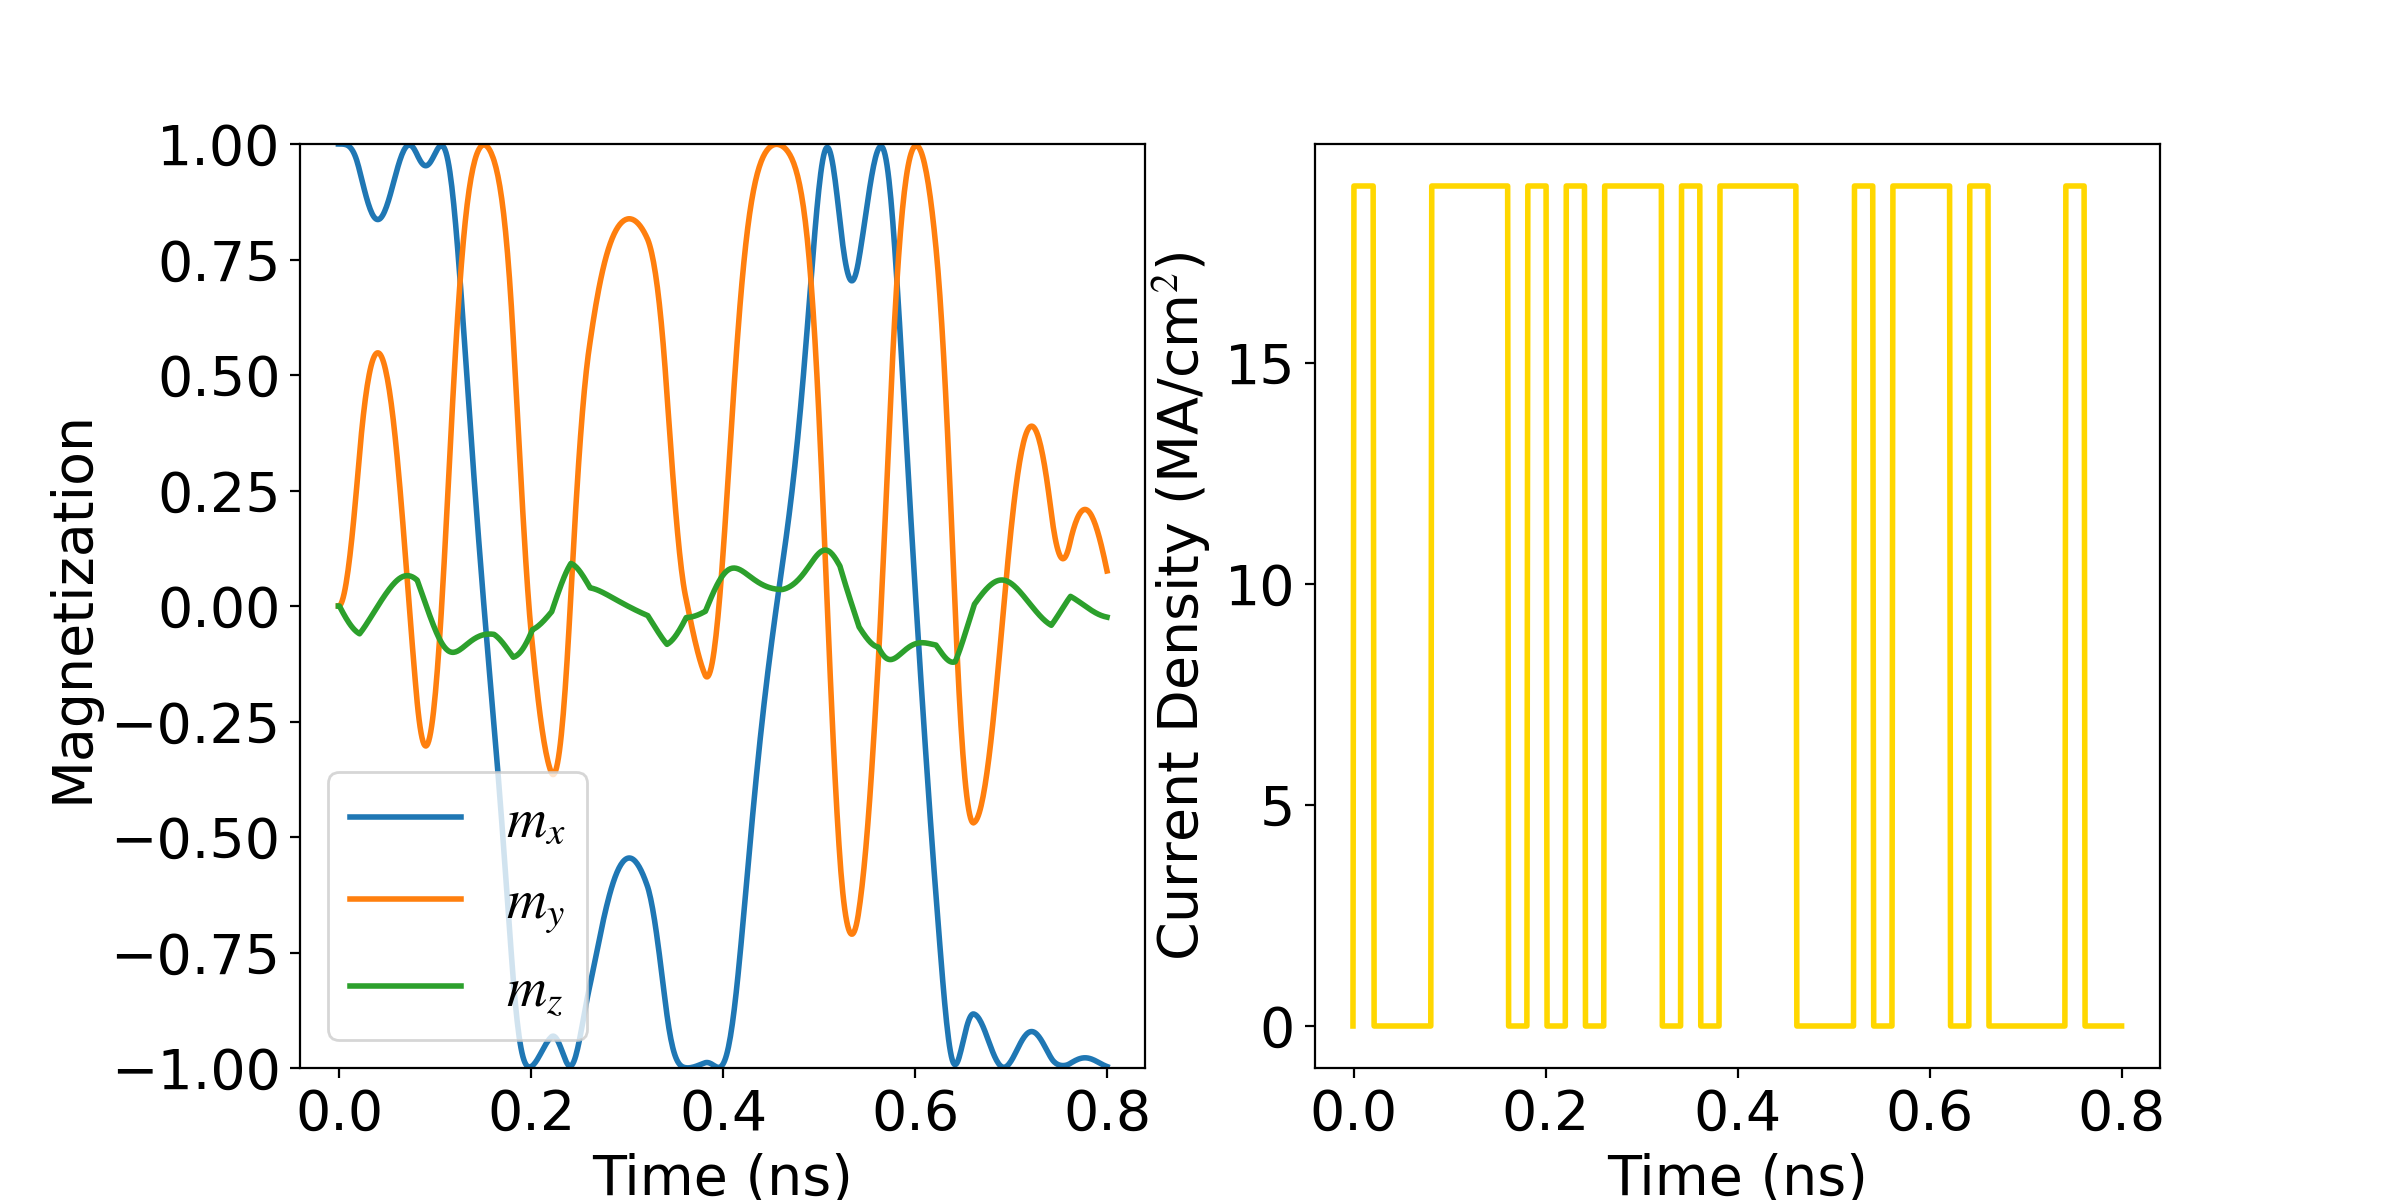 Magnetization
1.00
0.75
0.50
0.25
0.00
−0.25
−0.50
−0.75
−1.00
m_x
m_y
m_z
0.0 0.2 0.4 0.6 0.8
Time (ns)
Current Density (MA/cm²)
15
10
5
0
0.0 0.2 0.4 0.6 0.8
Time (ns)